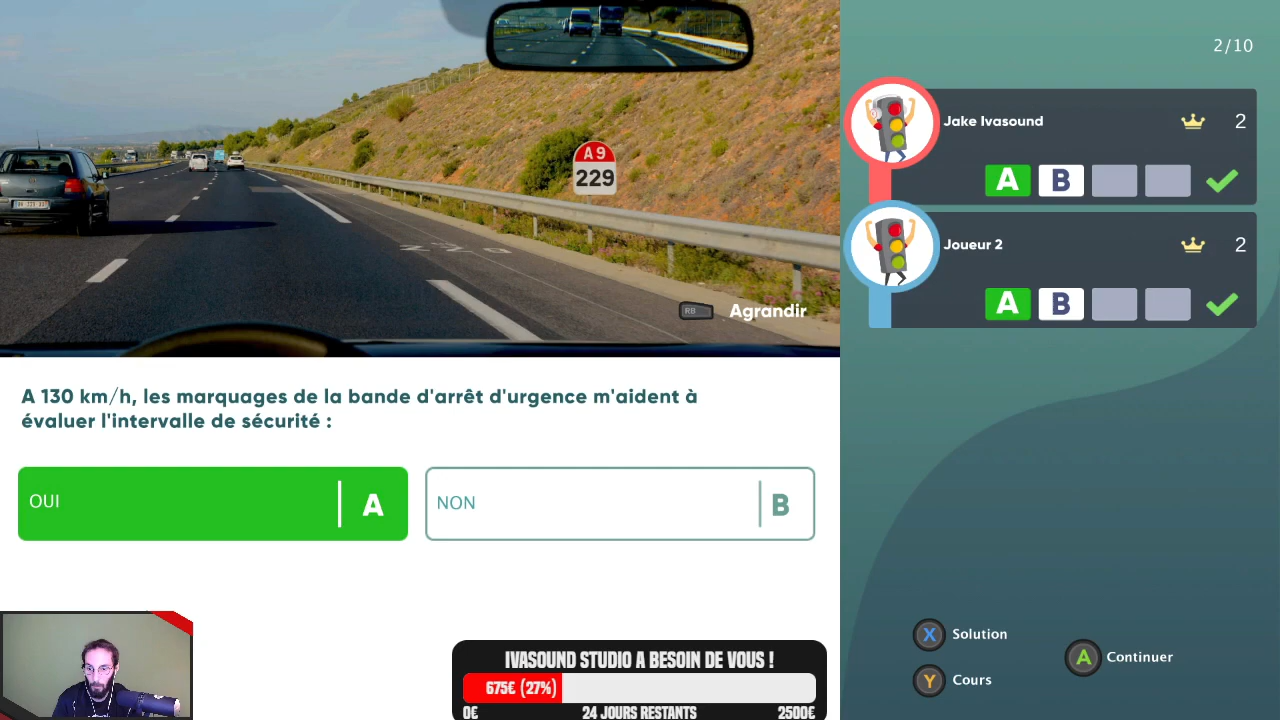 2/10
A 9
229
RB Agrandir
Jake Ivasound 2
A B
Joueur 2 2
A B
A 130 km/h, les marquages de la bande d'arrêt d'urgence m'aident à
évaluer l'intervalle de sécurité :
OUI A
NON B
X Solution
Y Cours
A Continuer
IVASOUND STUDIO A BESOIN DE VOUS !
675€ (27%)
0€ 24 JOURS RESTANTS 2500€